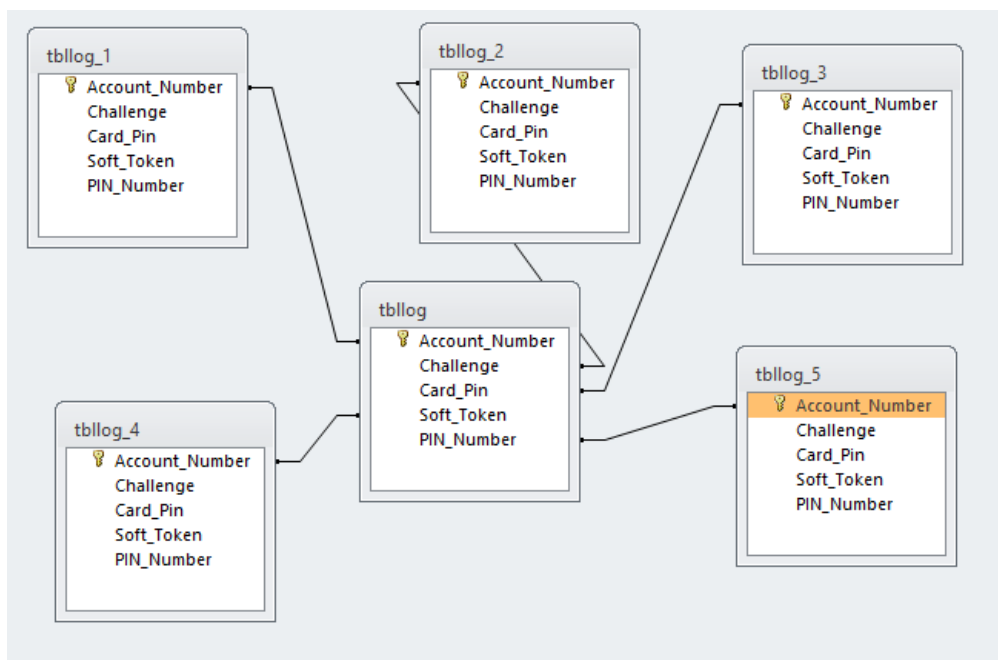 tbllog_1
Account_Number
Challenge
Card_Pin
Soft_Token
PIN_Number
tbllog_2
Account_Number
Challenge
Card_Pin
Soft_Token
PIN_Number
tbllog_3
Account_Number
Challenge
Card_Pin
Soft_Token
PIN_Number
tbllog
Account_Number
Challenge
Card_Pin
Soft_Token
PIN_Number
tbllog_4
Account_Number
Challenge
Card_Pin
Soft_Token
PIN_Number
tbllog_5
Account_Number
Challenge
Card_Pin
Soft_Token
PIN_Number